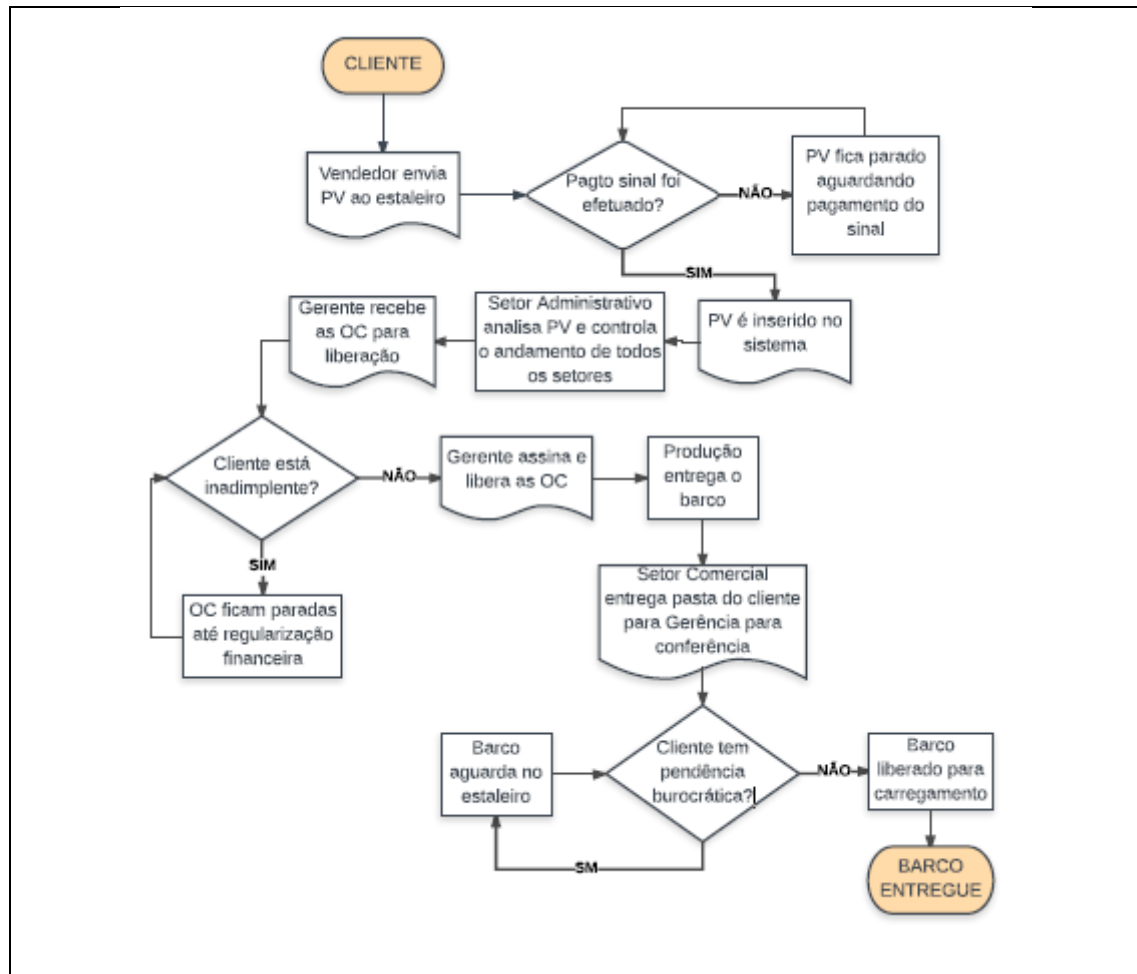 CLIENTE
Vendedor envia
PV ao estaleiro
Pagto sinal foi
efetuado?
NÃO
PV fica parado
aguardando
pagamento do
sinal
SIM
PV é inserido no
sistema
Setor Administrativo
analisa PV e controla
o andamento de todos
os setores
Gerente recebe
as OC para
liberação
Cliente está
inadimplente?
NÃO
SIM
OC ficam paradas
até regularização
financeira
Gerente assina e
libera as OC
Produção
entrega o
barco
Setor Comercial
entrega pasta do cliente
para Gerência para
conferência
Cliente tem
pendência
burocrática?
SM
Barco
aguarda no
estaleiro
NÃO
Barco
liberado para
carregamento
BARCO
ENTREGUE